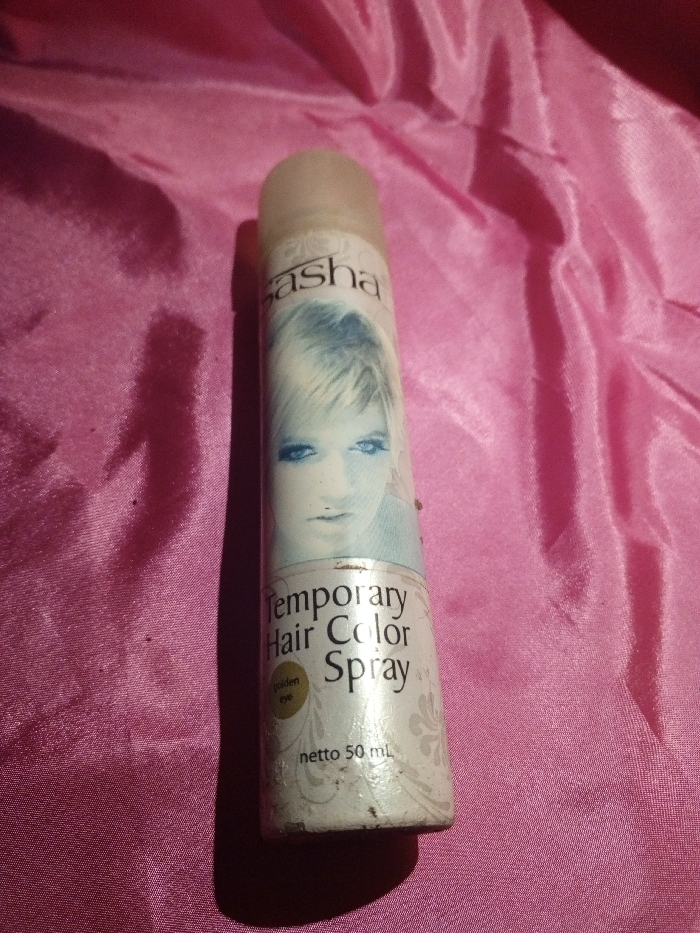 Sasha
Temporary
Hair Color
Spray
golden
eye
netto 50 mL